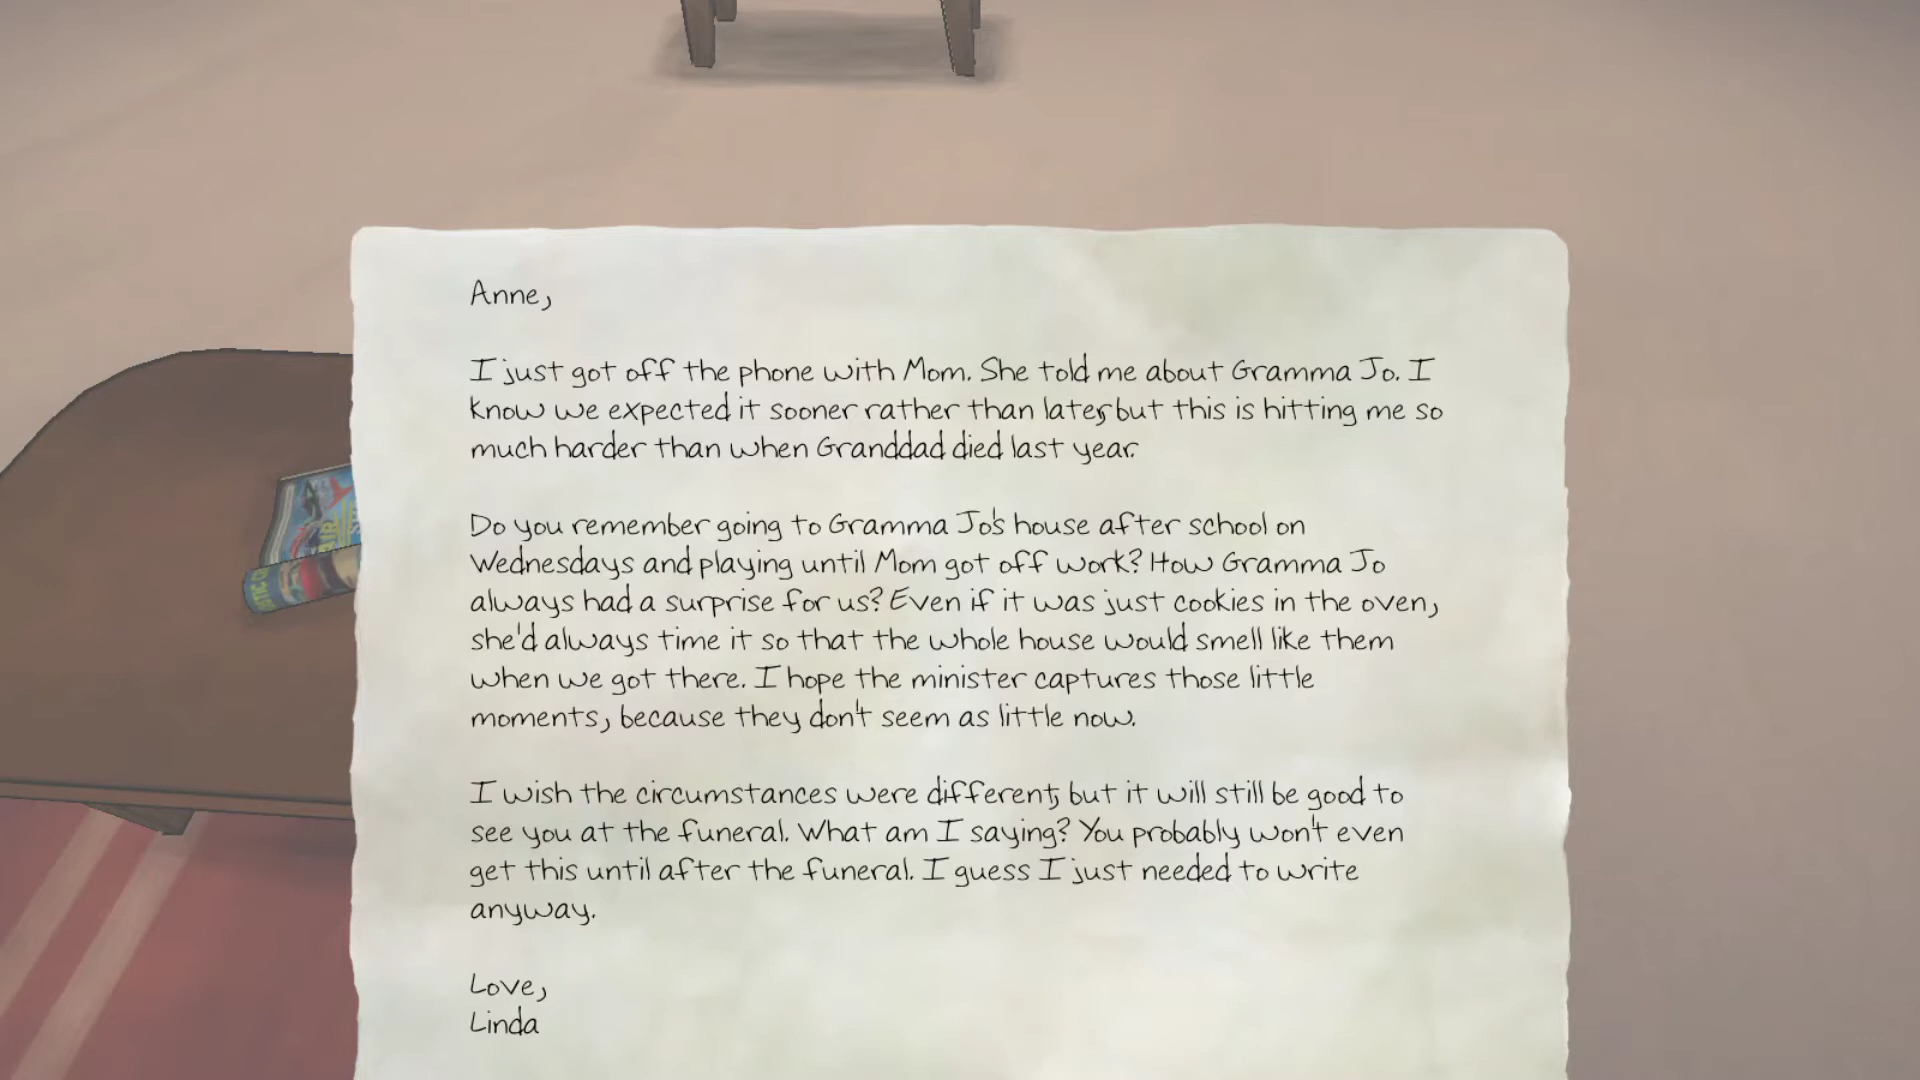 Anne,
I just got off the phone with Mom. She told me about Gramma Jo. I
know we expected it sooner rather than later, but this is hitting me so
much harder than when Granddad died last year.
Do you remember going to Gramma Jo's house after school on
Wednesdays and playing until Mom got off work? How Gramma Jo
always had a surprise for us? Even if it was just cookies in the oven,
she'd always time it so that the whole house would smell like them
when we got there. I hope the minister captures those little
moments, because they don't seem as little now.
I wish the circumstances were different, but it will still be good to
see you at the funeral. What am I saying? You probably won't even
get this until after the funeral. I guess I just needed to write
anyway.
Love,
Linda